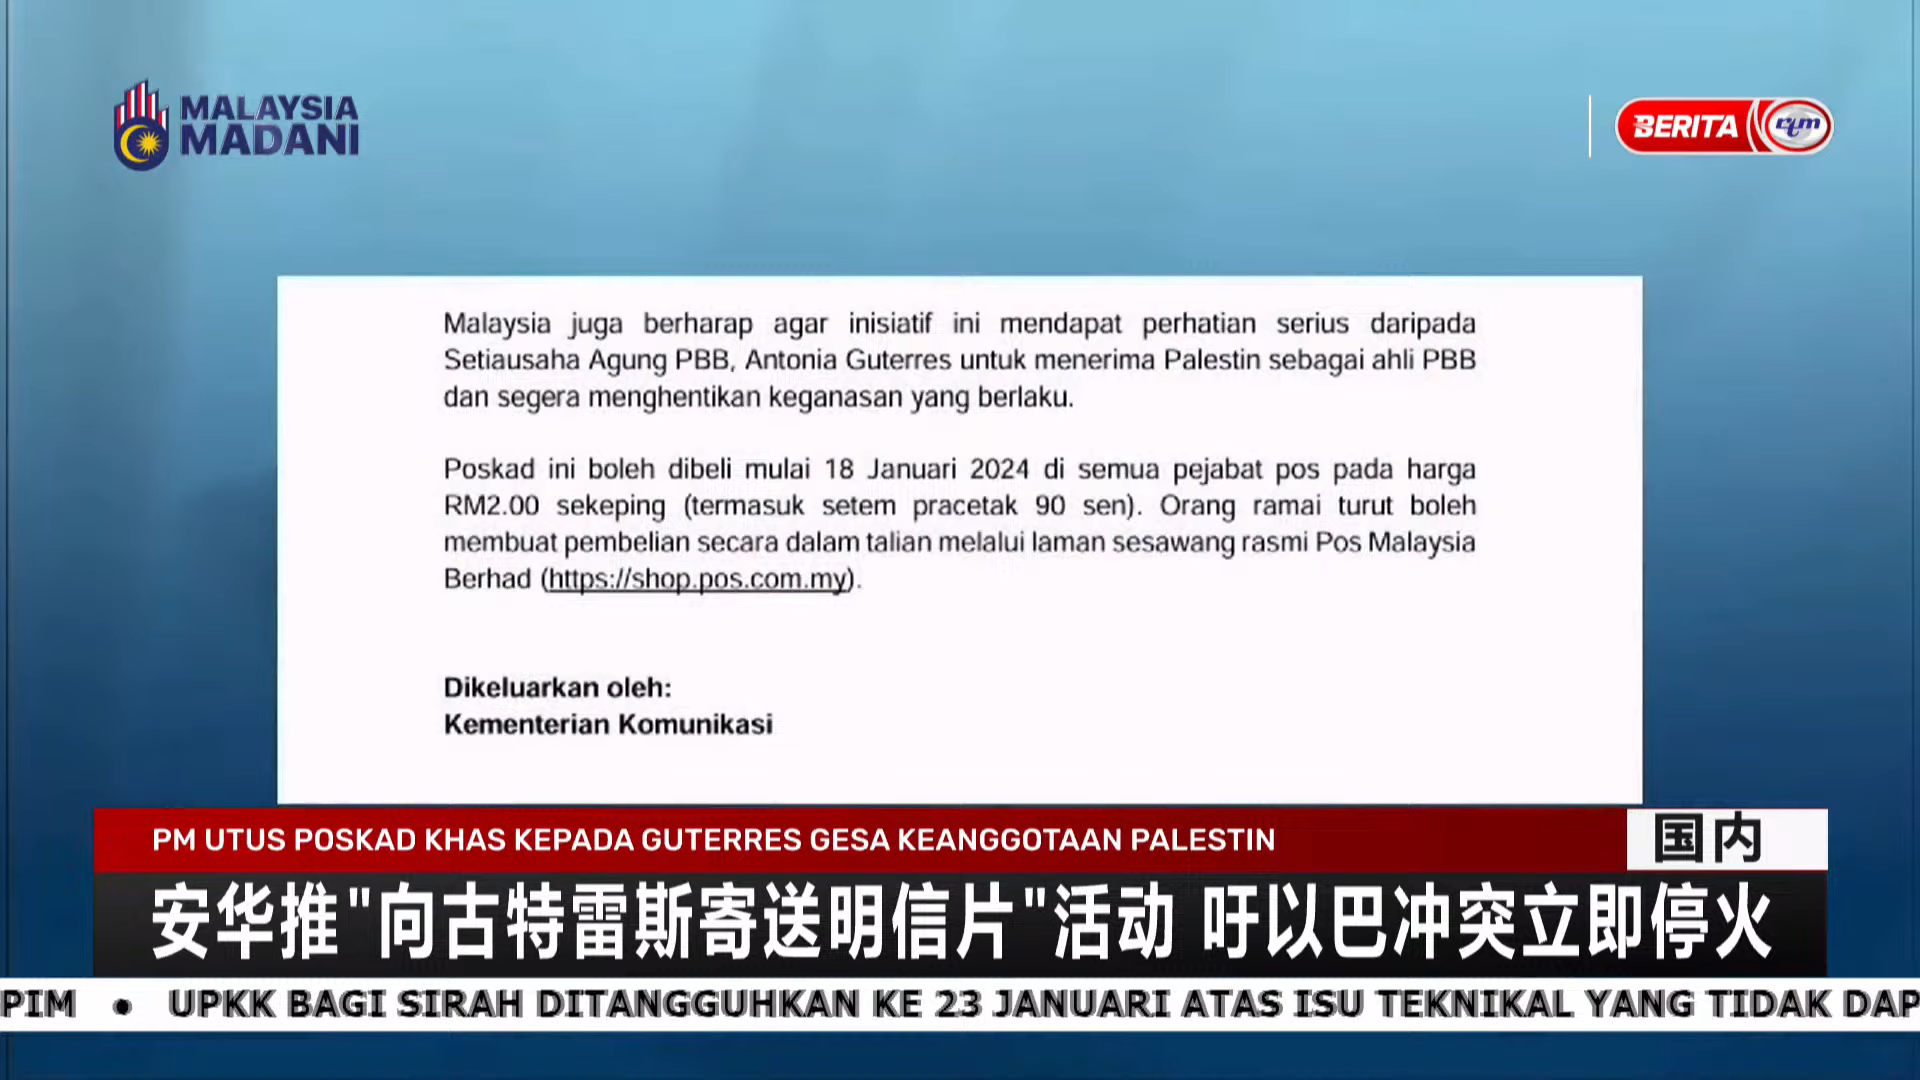 MALAYSIA
MADANI
BERITA rtm
Malaysia juga berharap agar inisiatif ini mendapat perhatian serius daripada
Setiausaha Agung PBB, Antonia Guterres untuk menerima Palestin sebagai ahli PBB
dan segera menghentikan keganasan yang berlaku.
Poskad ini boleh dibeli mulai 18 Januari 2024 di semua pejabat pos pada harga
RM2.00 sekeping (termasuk setem pracetak 90 sen). Orang ramai turut boleh
membuat pembelian secara dalam talian melalui laman sesawang rasmi Pos Malaysia
Berhad (https://shop.pos.com.my).
Dikeluarkan oleh:
Kementerian Komunikasi
PM UTUS POSKAD KHAS KEPADA GUTERRES GESA KEANGGOTAAN PALESTIN
国内
安华推"向古特雷斯寄送明信片"活动 吁以巴冲突立即停火
PIM • UPKK BAGI SIRAH DITANGGUHKAN KE 23 JANUARI ATAS ISU TEKNIKAL YANG TIDAK DAP